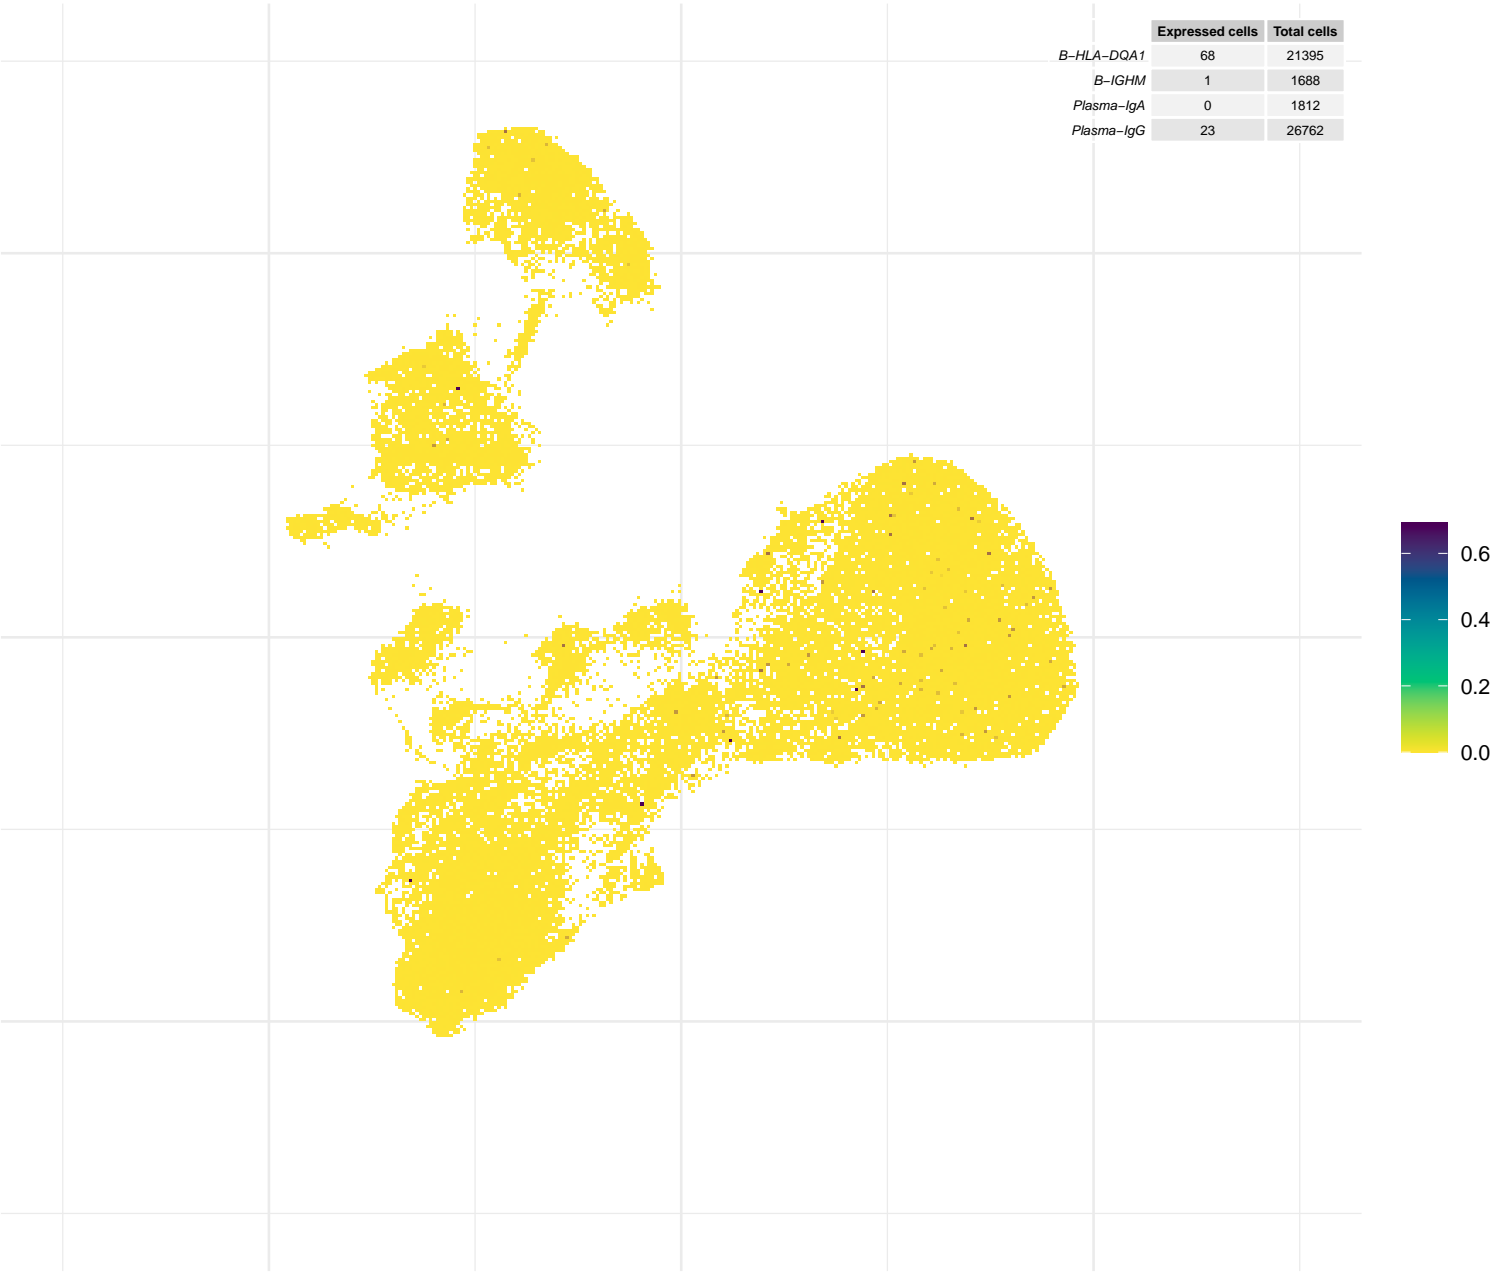 Expressed cells Total cells
B−HLA−DQA1 68 21395
B−IGHM 1 1688
Plasma−IgA 0 1812
Plasma−IgG 23 26762
0.6
0.4
0.2
0.0